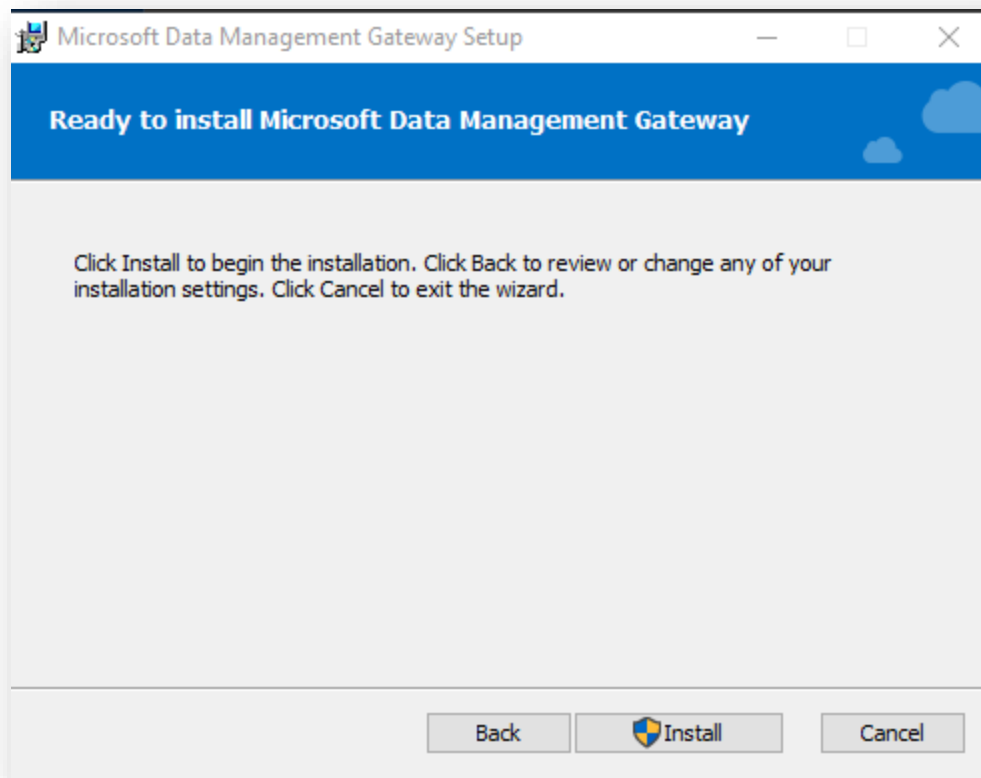 Microsoft Data Management Gateway Setup
Ready to install Microsoft Data Management Gateway
Click Install to begin the installation. Click Back to review or change any of your
installation settings. Click Cancel to exit the wizard.
Back Install Cancel